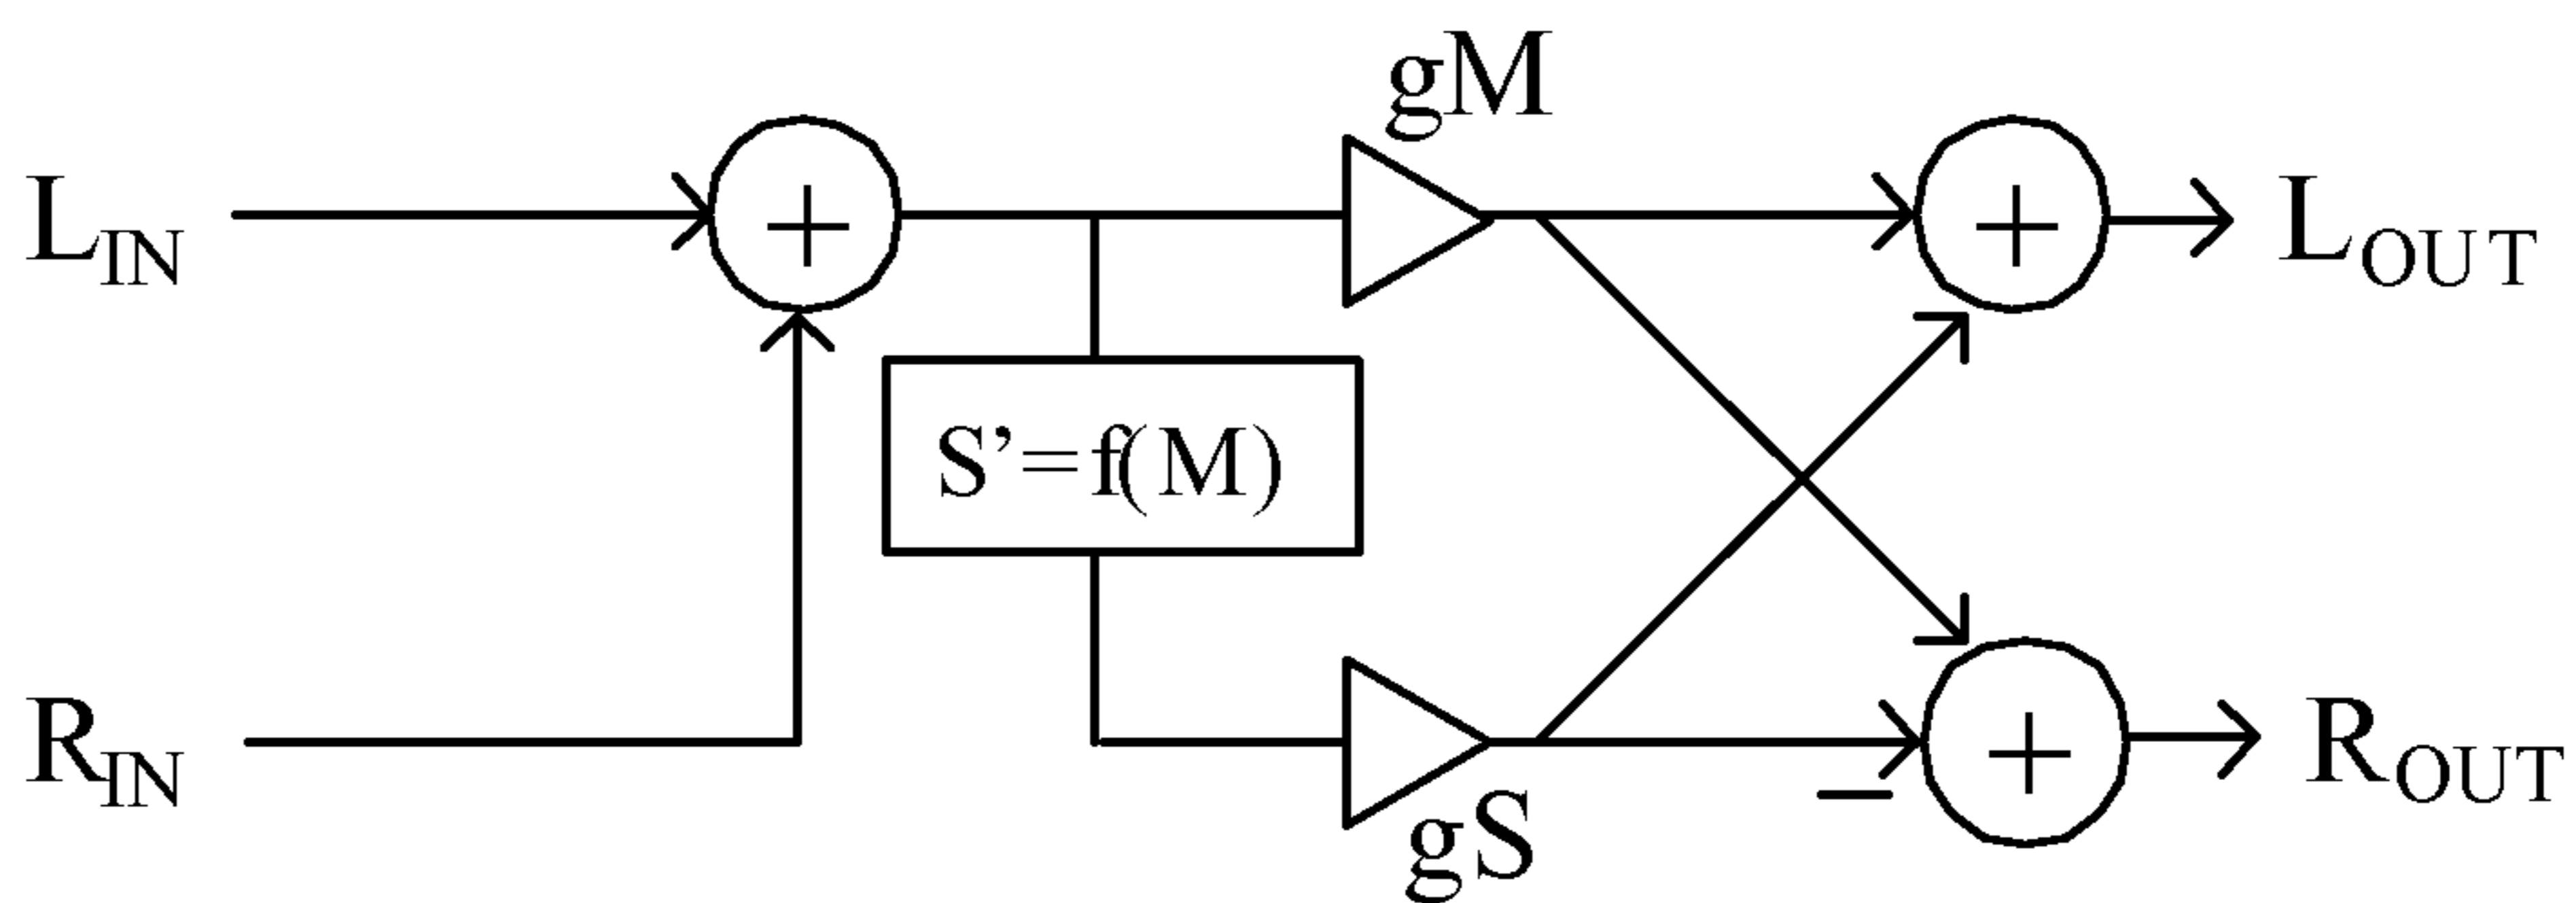 gM
L_IN + + L_OUT
S’=f(M)
R_IN − + R_OUT
gS